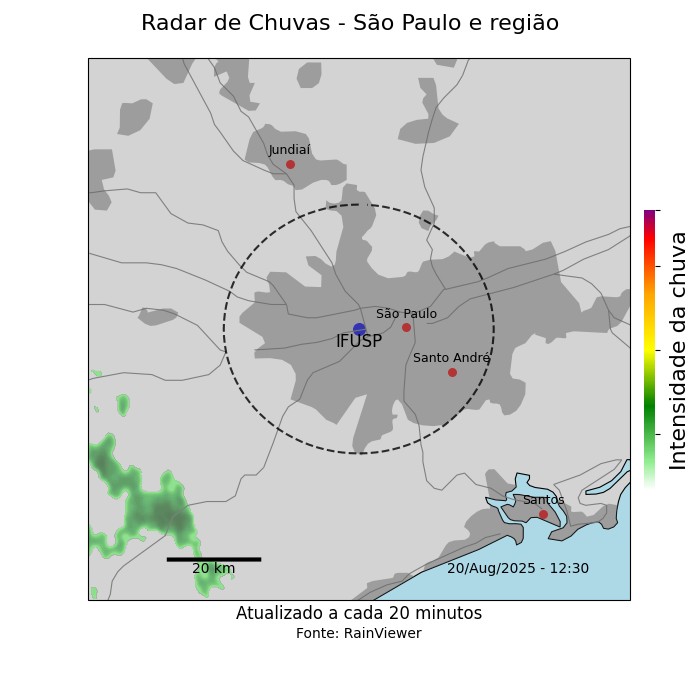 Radar de Chuvas - São Paulo e região
Jundiaí
São Paulo
IFUSP
Santo André
Intensidade da chuva
Santos
20 km
20/Aug/2025 - 12:30
Atualizado a cada 20 minutos
Fonte: RainViewer